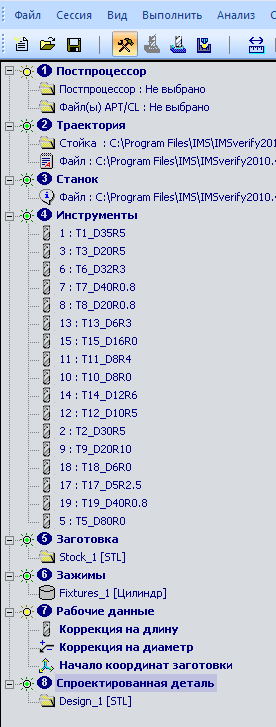 Файл Сессия Вид Выполнить Анализ С
1 Постпроцессор
Постпроцессор : Не выбрано
Файл(ы) APT/CL : Не выбрано
2 Траектория
Стойка : C:\Program Files\IMS\IMSverify201
Файл : C:\Program Files\IMS\IMSverify2010.
3 Станок
Файл : C:\Program Files\IMS\IMSverify2010.
4 Инструменты
1 : T1_D35R5
3 : T3_D20R5
6 : T6_D32R3
7 : T7_D40R0.8
8 : T8_D20R0.8
13 : T13_D6R3
15 : T15_D16R0
11 : T11_D8R4
10 : T10_D8R0
14 : T14_D12R6
12 : T12_D10R5
2 : T2_D30R5
9 : T9_D20R10
18 : T18_D6R0
17 : T17_D5R2.5
19 : T19_D40R0.8
5 : T5_D80R0
5 Заготовка
Stock_1 [STL]
6 Зажимы
Fixtures_1 [Цилиндр]
7 Рабочие данные
Коррекция на длину
Коррекция на диаметр
Начало координат заготовки
8 Спроектированная деталь
Design_1 [STL]